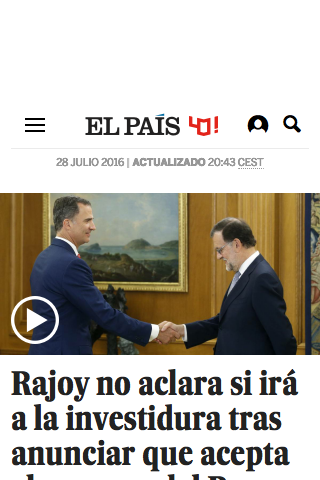 EL PAÍS 40!
28 JULIO 2016 | ACTUALIZADO 20:43 CEST
Rajoy no aclara si irá
a la investidura tras
anunciar que acepta